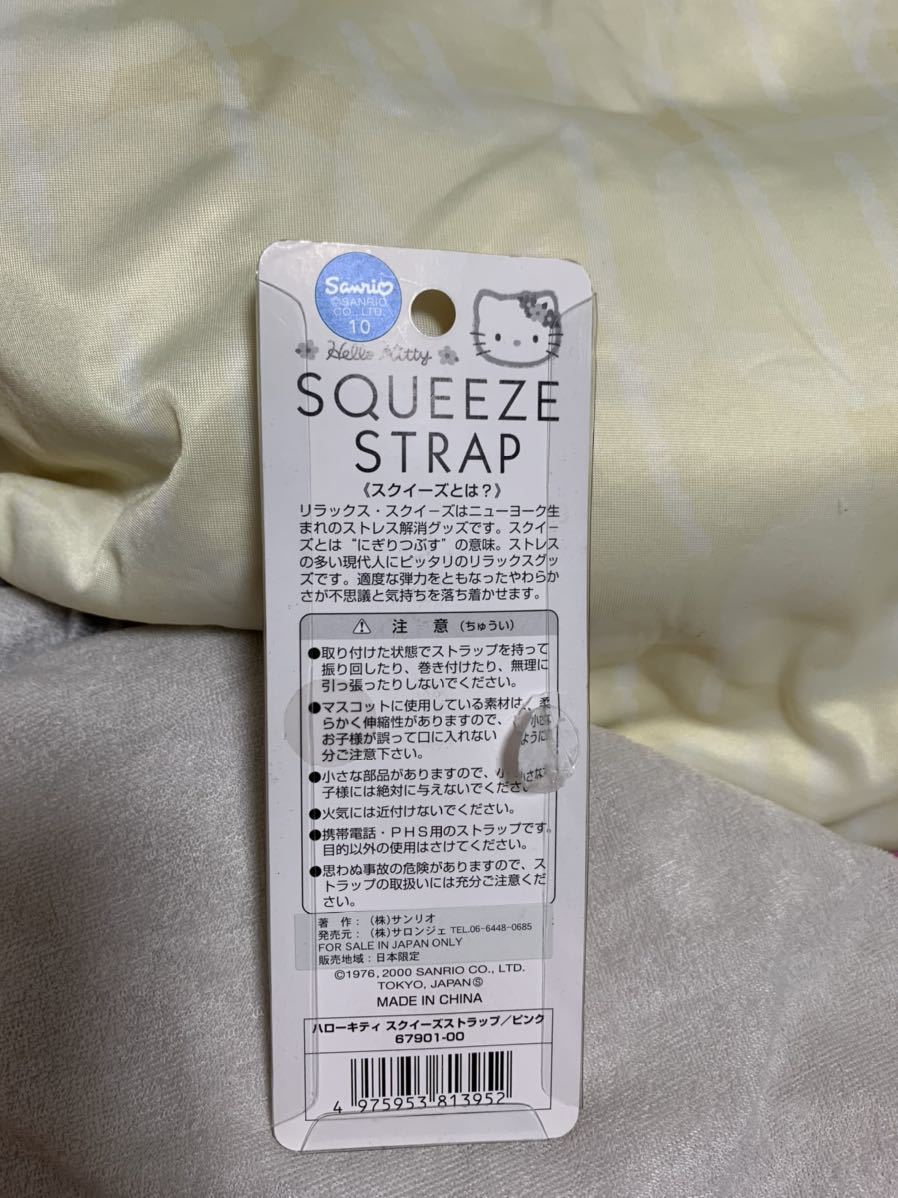 Sanrio
©SANRIO
CO., LTD.
10
Hello Kitty
SQUEEZE
STRAP
《スクイーズとは?》
リラックス・スクイーズはニューヨーク生
まれのストレス解消グッズです。スクイー
ズとは“にぎりつぶす”の意味。ストレス
の多い現代人にピッタリのリラックスグッ
ズです。適度な弾力をともなったやわらか
さが不思議と気持ちを落ち着かせます。
⚠ 注 意 (ちゅうい)
●取り付けた状態でストラップを持って
振り回したり、巻き付けたり、無理に
引っ張ったりしないでください。
●マスコットに使用している素材は、柔
らかく伸縮性がありますので、小さな
お子様が誤って口に入れないように
分ご注意下さい。
●小さな部品がありますので、小さな
子様には絶対に与えないでください
●火気には近付けないでください。
●携帯電話・PHS用のストラップです。
目的以外の使用はさけてください。
●思わぬ事故の危険がありますので、ス
トラップの取扱いには充分ご注意くだ
さい。
著 作:(株)サンリオ
発売元:(株)サロンジェ TEL.06-6448-0685
FOR SALE IN JAPAN ONLY
販売地域:日本限定
©1976, 2000 SANRIO CO., LTD.
TOKYO, JAPAN Ⓢ
MADE IN CHINA
ハローキティ スクイーズストラップ/ピンク
67901-00
4 975953 813952